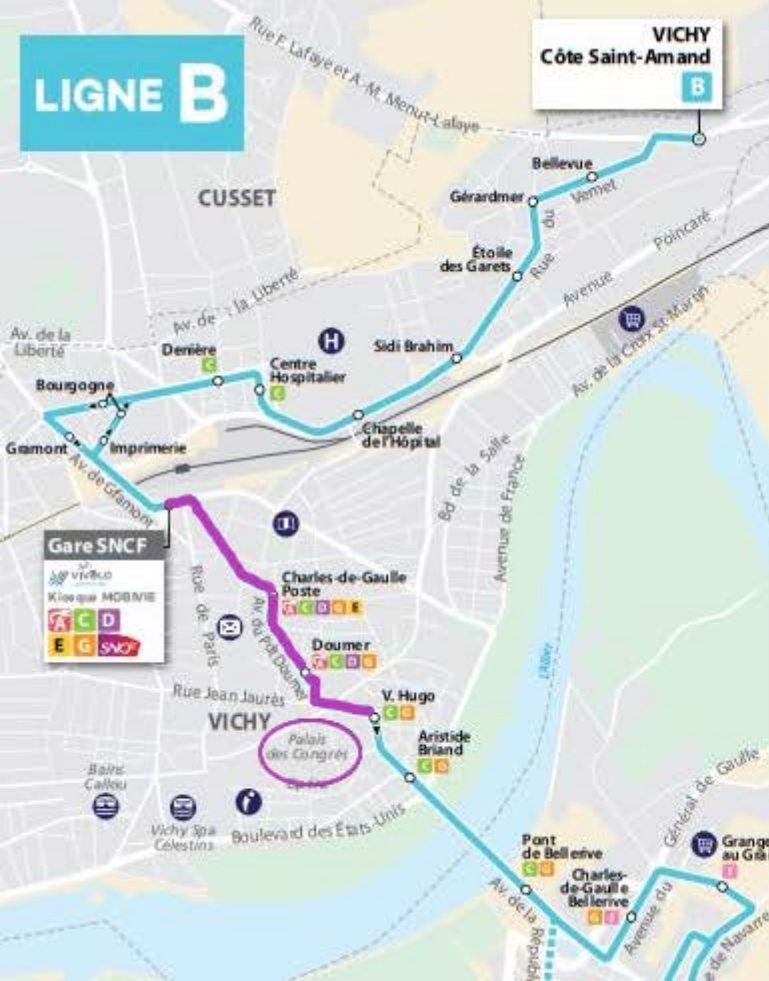 LIGNE B
VICHY
Côte Saint-Amand
B
Rue F. Lafaye et A.-M. Menut-Lafaye
CUSSET
Bellevue
Gérardmer
Rue du Vernet
Étoile
des Garets
Avenue Poincaré
Av. de la Liberté
Av. de la
Liberté
H
Denière
C
Centre
Hospitalier
C
Sidi Brahim
Av. de la Croix St-Martin
Bourgogne
Chapelle
de l'Hôpital
Gramont
Imprimerie
Av. de Gramont
Bd de la Salle
Avenue de France
Gare SNCF
VIVOLO
Kiosque MOBIVIE
A C D
E G SNCF
Rue de Paris
Charles-de-Gaulle
Poste
A C D G E
Av. du Pdt Doumer
Doumer
A C D G
L'Allier
Rue Jean Jaurès
V. Hugo
C G
VICHY
Palais
des Congrès
Opéra
Aristide
Briand
C G
Bains
Callou
Vichy Spa
Célestins
Boulevard des États-Unis
Avenue du Général de Gaulle
Pont
de Bellerive
C G
Grange
au Gra
Charles-
de-Gaulle
Bellerive
G
Av. de la Républ
e de Navarre